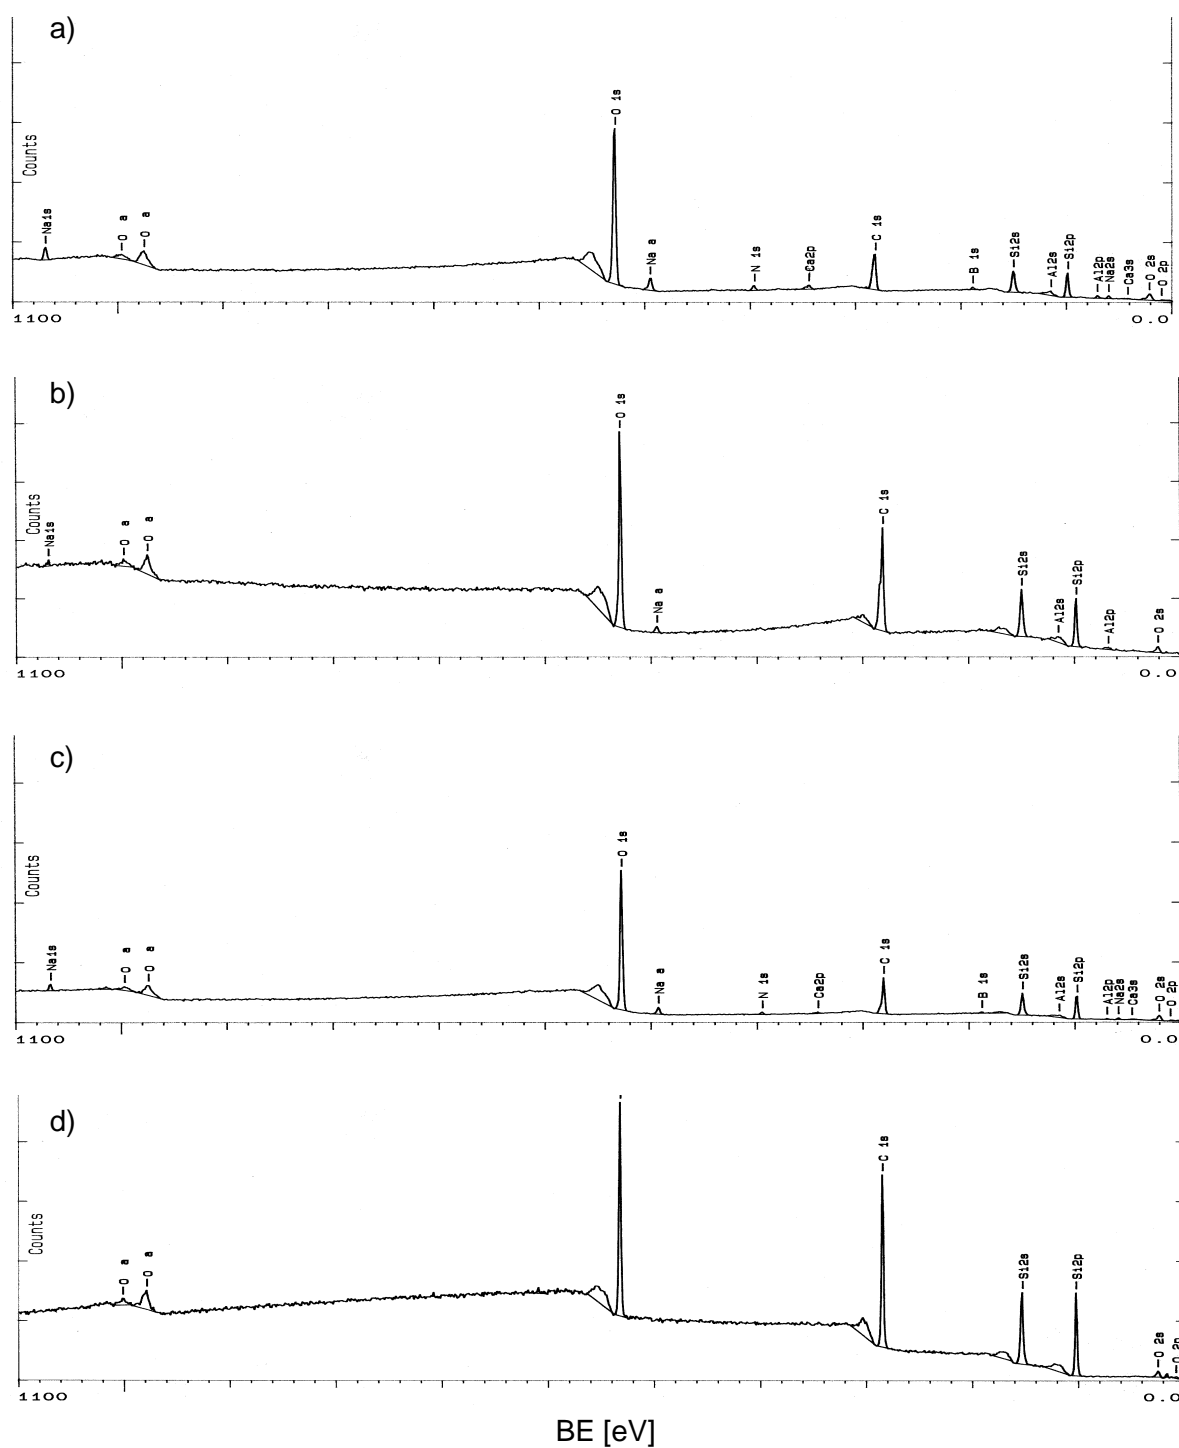 a)
Counts
Na1s
O a
O a
O 1s
Na a
N 1s
Ca2p
C 1s
B 1s
Si2s
Al2s
Si2p
Al2p
Na2s
Ca3s
O 2s
O 2p
1100
0.0
b)
Counts
Na1s
O a
O a
O 1s
Na a
C 1s
Si2s
Al2s
Si2p
Al2p
O 2s
1100
0.0
c)
Counts
Na1s
O a
O a
O 1s
Na a
N 1s
Ca2p
C 1s
B 1s
Si2s
Al2s
Si2p
Al2p
Na2s
Ca3s
O 2s
O 2p
1100
0.0
d)
Counts
O a
O a
C 1s
Si2s
Si2p
O 2s
O 2p
1100
0.0
BE [eV]